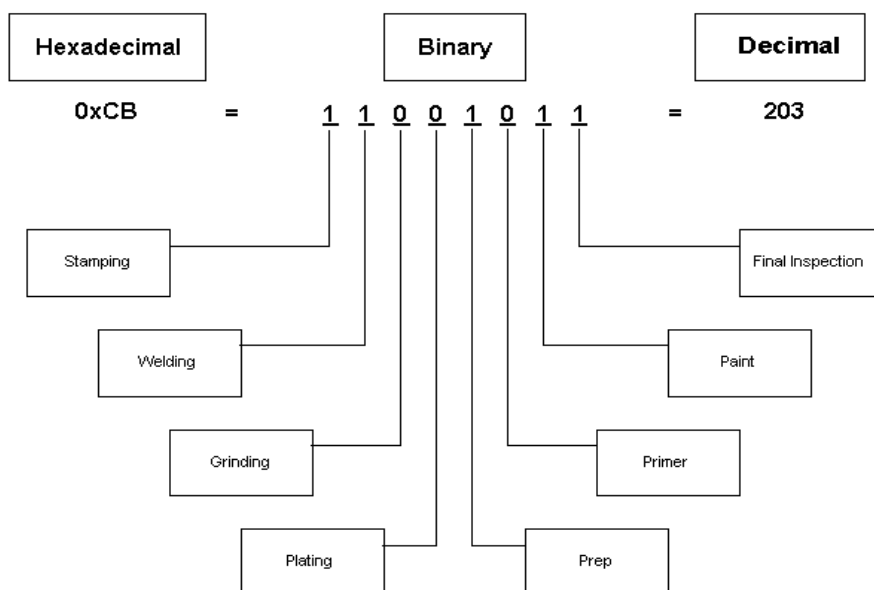 Hexadecimal Binary Decimal
0xCB = 1 1 0 0 1 0 1 1 = 203
Stamping Final Inspection
Welding Paint
Grinding Primer
Plating Prep